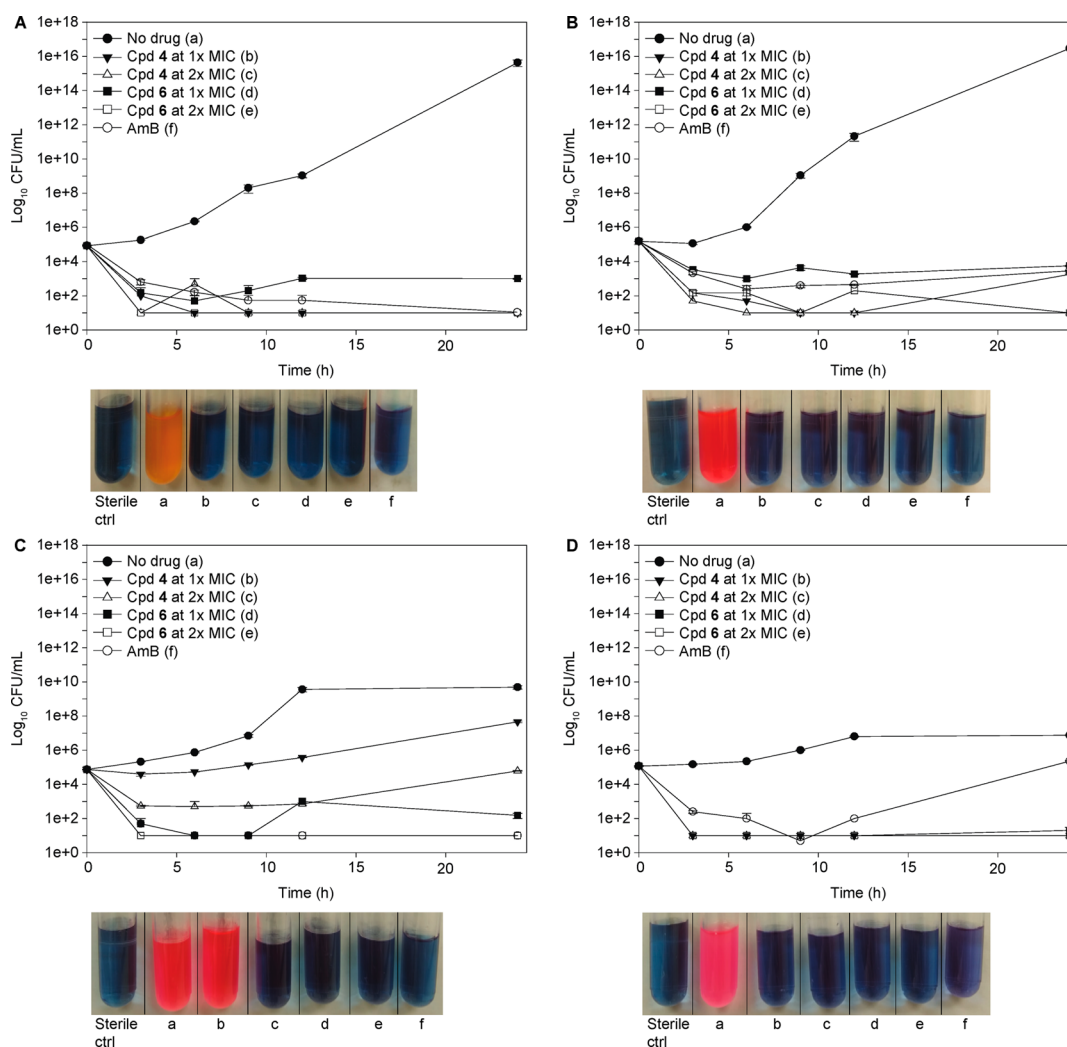 A
1e+18
1e+16
1e+14
1e+12
1e+10
1e+8
1e+6
1e+4
1e+2
1e+0
Log10 CFU/mL
No drug (a)
Cpd 4 at 1x MIC (b)
Cpd 4 at 2x MIC (c)
Cpd 6 at 1x MIC (d)
Cpd 6 at 2x MIC (e)
AmB (f)
0 5 10 15 20
Time (h)
Sterile ctrl
a b c d e f
B
1e+18
1e+16
1e+14
1e+12
1e+10
1e+8
1e+6
1e+4
1e+2
1e+0
Log10 CFU/mL
No drug (a)
Cpd 4 at 1x MIC (b)
Cpd 4 at 2x MIC (c)
Cpd 6 at 1x MIC (d)
Cpd 6 at 2x MIC (e)
AmB (f)
0 5 10 15 20
Time (h)
Sterile ctrl
a b c d e f
C
1e+18
1e+16
1e+14
1e+12
1e+10
1e+8
1e+6
1e+4
1e+2
1e+0
Log10 CFU/mL
No drug (a)
Cpd 4 at 1x MIC (b)
Cpd 4 at 2x MIC (c)
Cpd 6 at 1x MIC (d)
Cpd 6 at 2x MIC (e)
AmB (f)
0 5 10 15 20
Time (h)
Sterile ctrl
a b c d e f
D
1e+18
1e+16
1e+14
1e+12
1e+10
1e+8
1e+6
1e+4
1e+2
1e+0
Log10 CFU/mL
No drug (a)
Cpd 4 at 1x MIC (b)
Cpd 4 at 2x MIC (c)
Cpd 6 at 1x MIC (d)
Cpd 6 at 2x MIC (e)
AmB (f)
0 5 10 15 20
Time (h)
Sterile ctrl
a b c d e f